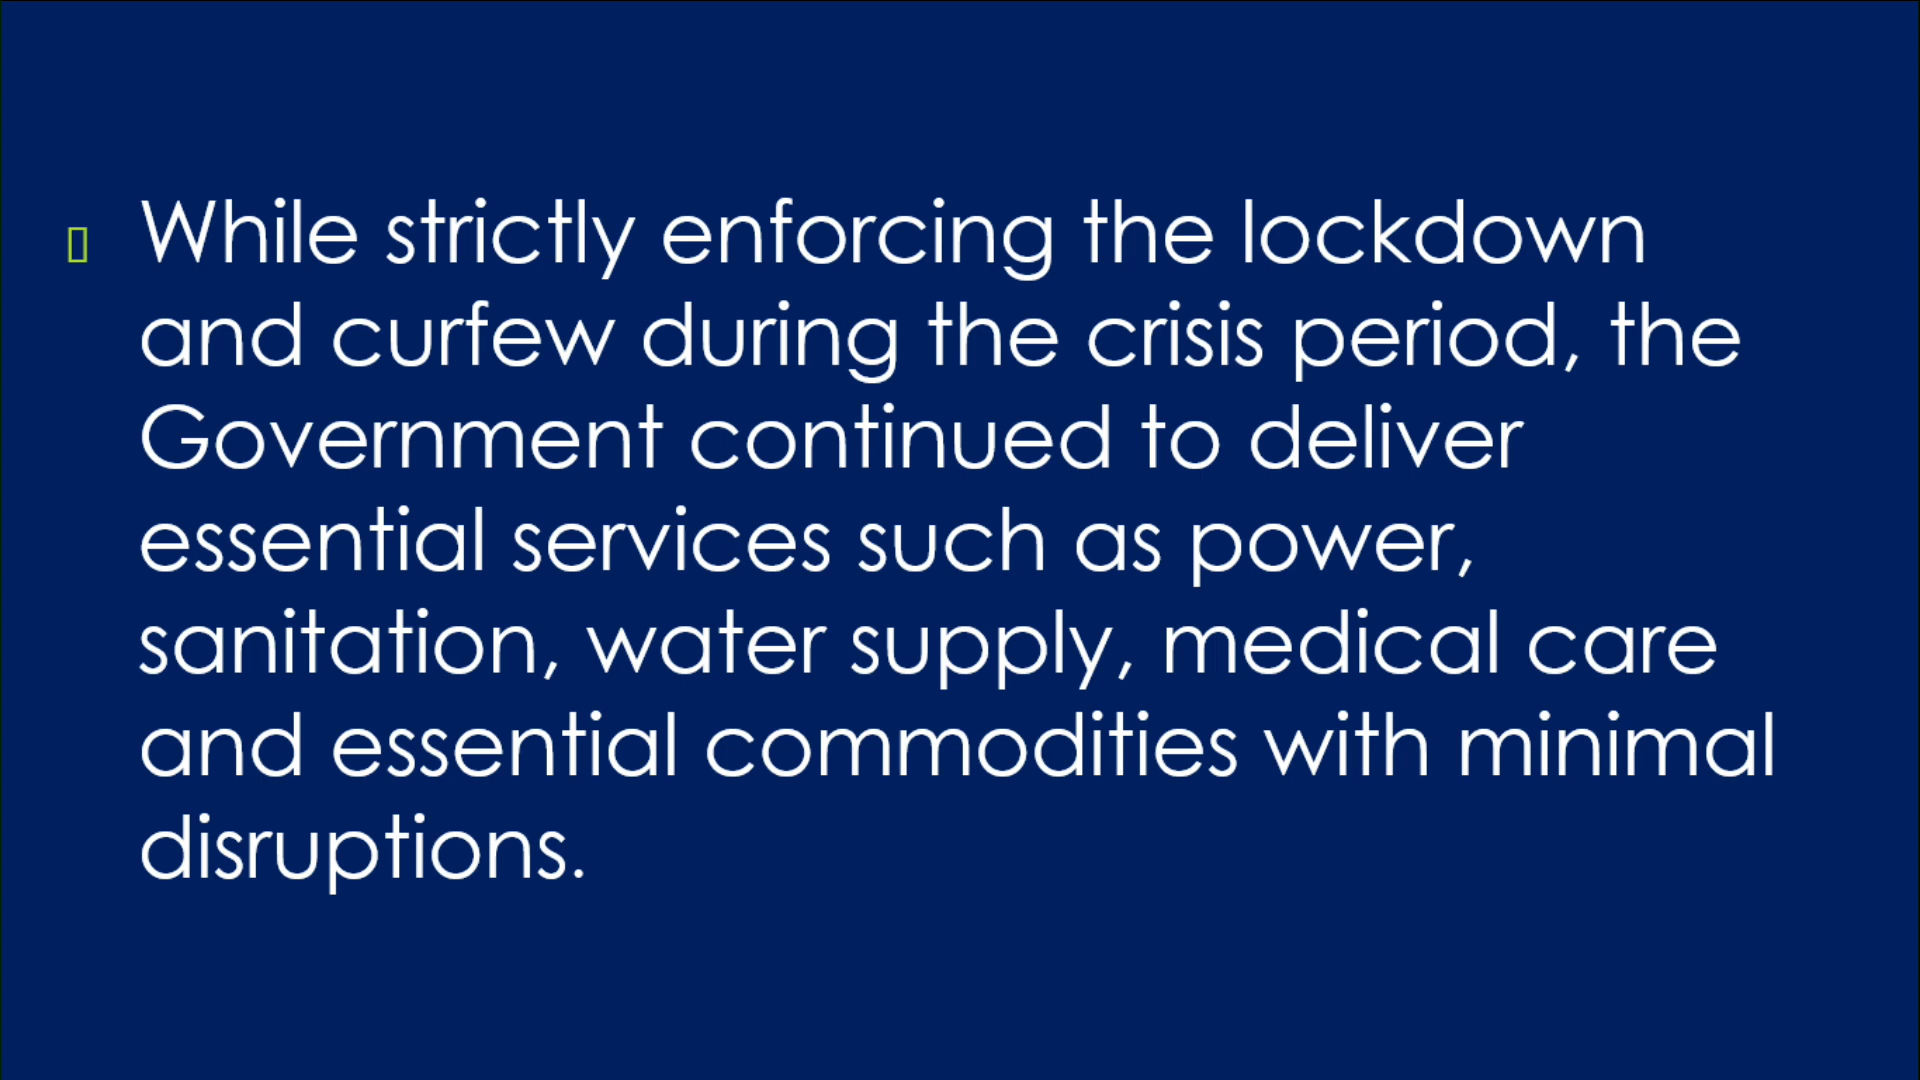 While strictly enforcing the lockdown
and curfew during the crisis period, the
Government continued to deliver
essential services such as power,
sanitation, water supply, medical care
and essential commodities with minimal
disruptions.